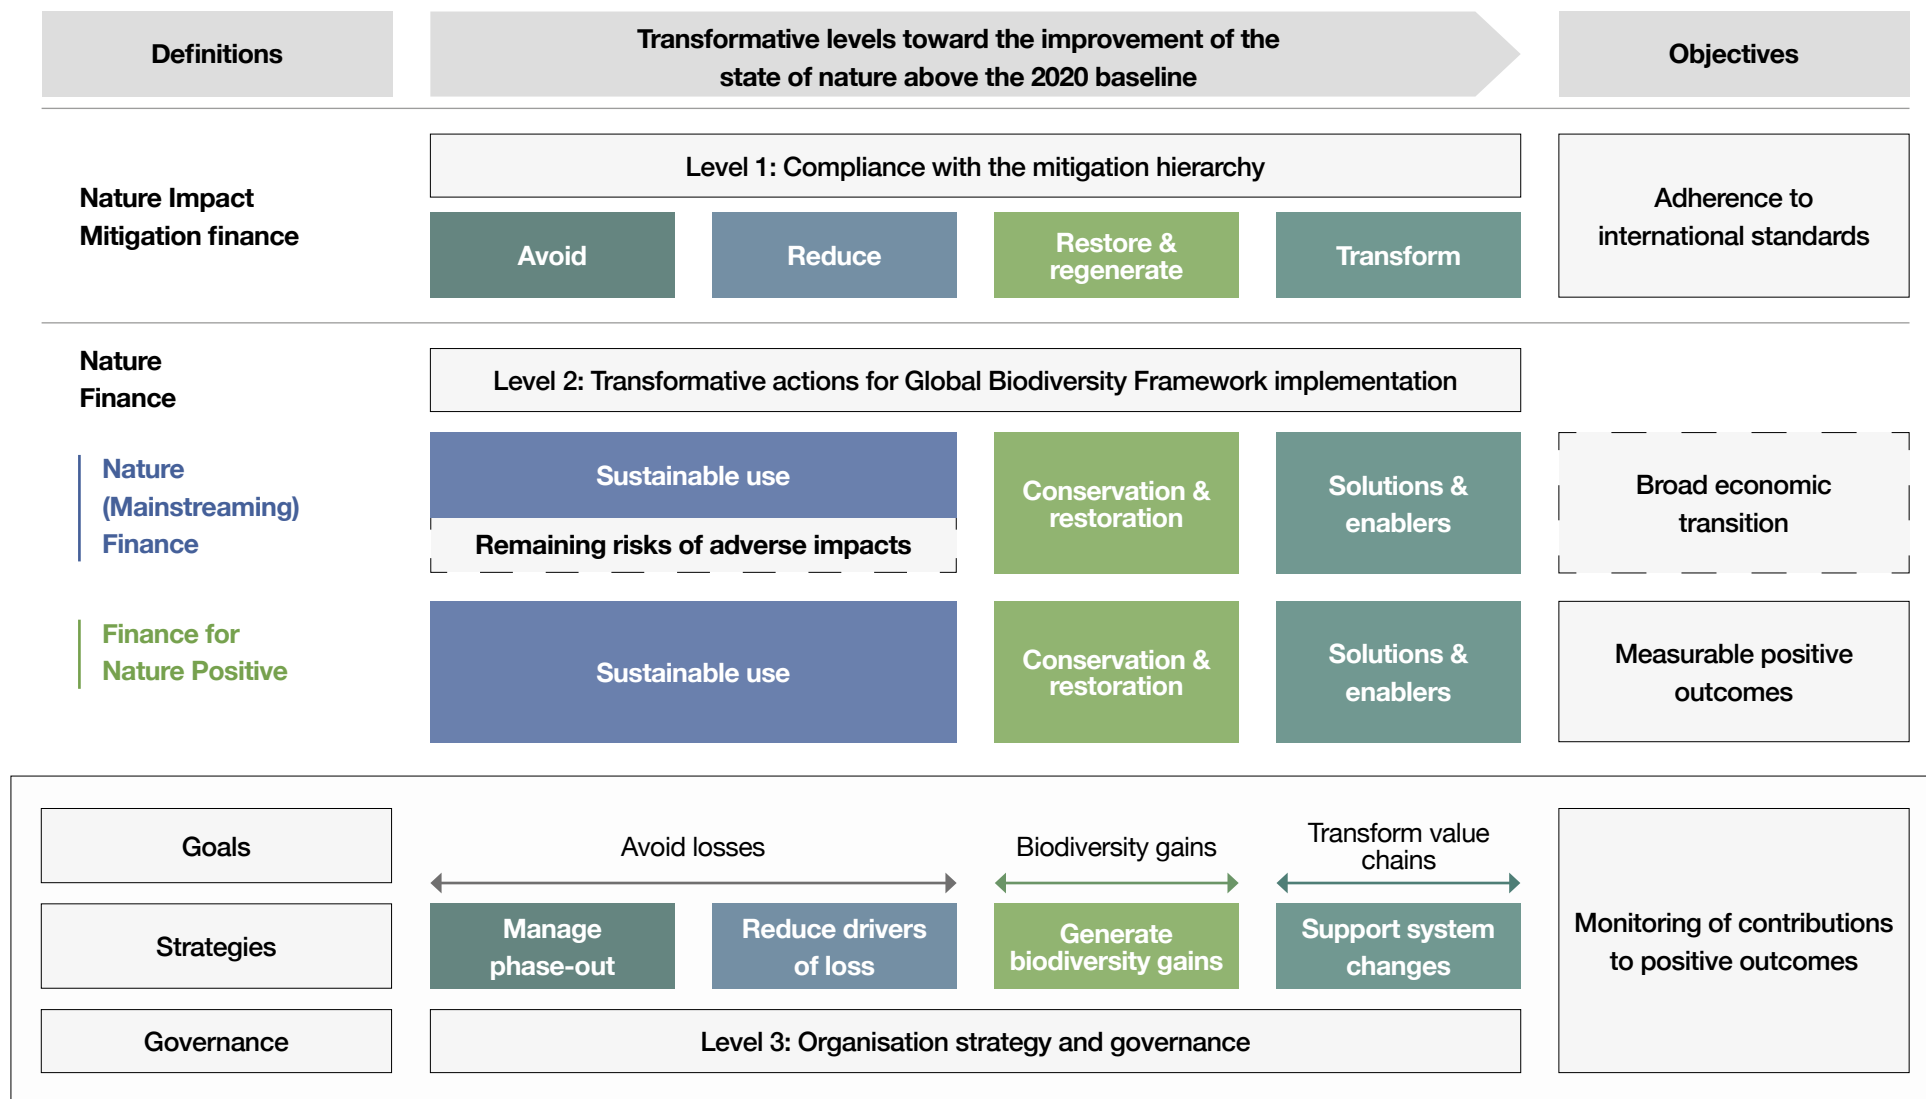 Definitions
Transformative levels toward the improvement of the
state of nature above the 2020 baseline
Objectives
Nature Impact
Mitigation finance
Level 1: Compliance with the mitigation hierarchy
Avoid
Reduce
Restore &
regenerate
Transform
Adherence to
international standards
Nature
Finance
Level 2: Transformative actions for Global Biodiversity Framework implementation
Nature
(Mainstreaming)
Finance
Sustainable use
Remaining risks of adverse impacts
Conservation &
restoration
Solutions &
enablers
Broad economic
transition
Finance for
Nature Positive
Sustainable use
Conservation &
restoration
Solutions &
enablers
Measurable positive
outcomes
Goals
Avoid losses
Biodiversity gains
Transform value
chains
Strategies
Manage
phase-out
Reduce drivers
of loss
Generate
biodiversity gains
Support system
changes
Monitoring of contributions
to positive outcomes
Governance
Level 3: Organisation strategy and governance